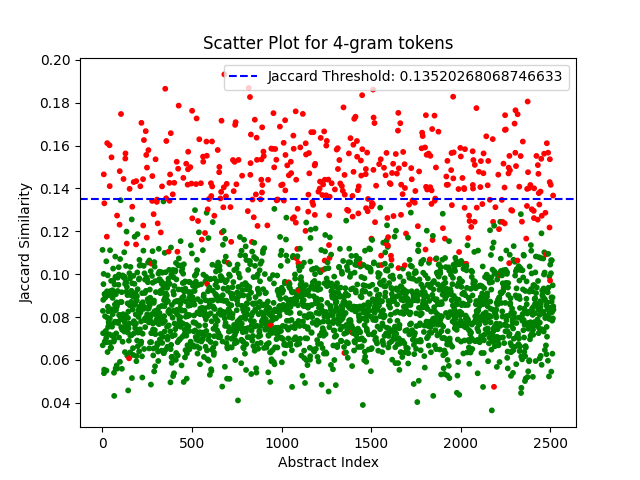 Scatter Plot for 4-gram tokens
Jaccard Threshold: 0.13520268068746633
0.20
0.18
0.16
0.14
0.12
0.10
0.08
0.06
0.04
Jaccard Similarity
0 500 1000 1500 2000 2500
Abstract Index